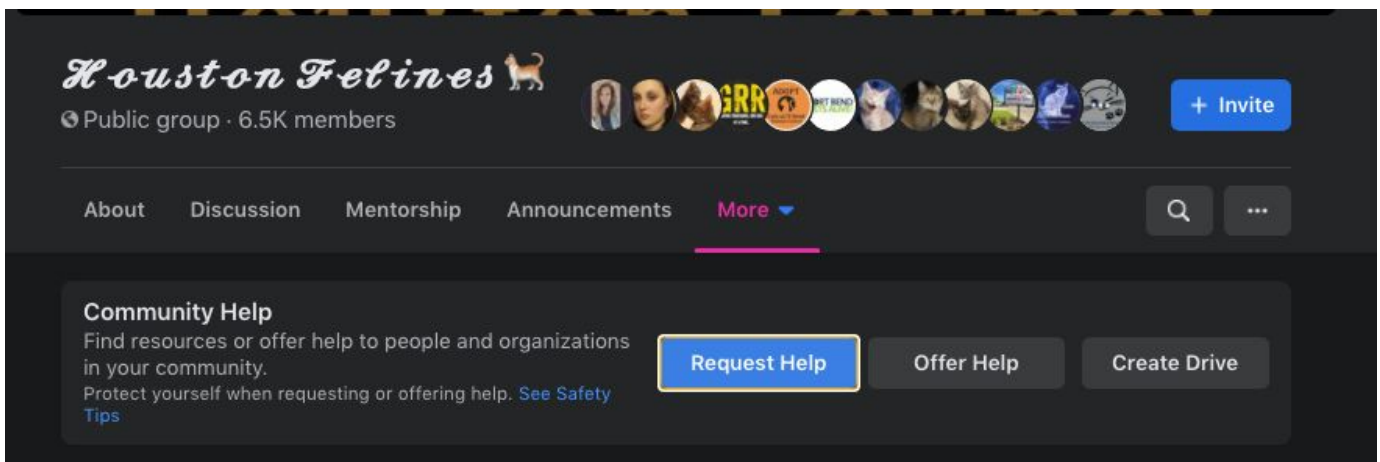 𝓗𝓸𝓾𝓼𝓽𝓸𝓷 𝓕𝓮𝓵𝓲𝓷𝓮𝓼🐈
Public group · 6.5K members
GRR
ADOPT
+ Invite
About Discussion Mentorship Announcements More
Community Help
Find resources or offer help to people and organizations
in your community.
Protect yourself when requesting or offering help. See Safety
Tips
Request Help Offer Help Create Drive